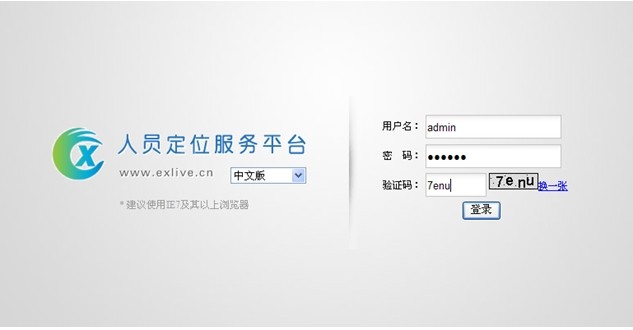 人员定位服务平台
www.exlive.cn
中文版
*建议使用IE7及其以上浏览器
用户名：admin
密 码：●●●●●●
验证码：7enu 7enu 换一张
登录